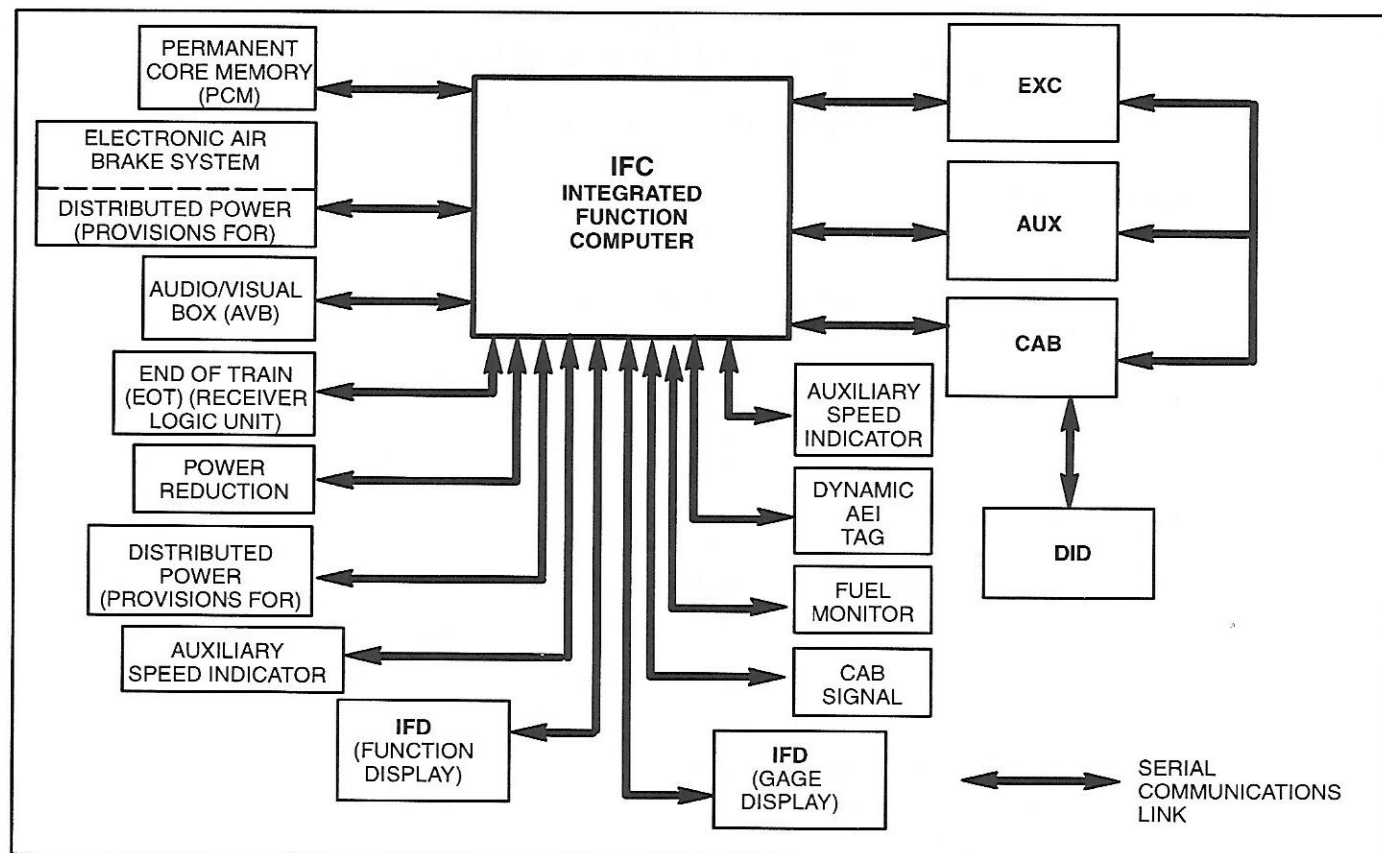 PERMANENT
CORE MEMORY
(PCM)
ELECTRONIC AIR
BRAKE SYSTEM
DISTRIBUTED POWER
(PROVISIONS FOR)
AUDIO/VISUAL
BOX (AVB)
END OF TRAIN
(EOT) (RECEIVER
LOGIC UNIT)
POWER
REDUCTION
DISTRIBUTED
POWER
(PROVISIONS FOR)
AUXILIARY
SPEED INDICATOR
IFD
(FUNCTION
DISPLAY)
IFC
INTEGRATED
FUNCTION
COMPUTER
EXC
AUX
CAB
DID
AUXILIARY
SPEED
INDICATOR
DYNAMIC
AEI
TAG
FUEL
MONITOR
CAB
SIGNAL
IFD
(GAGE
DISPLAY)
SERIAL
COMMUNICATIONS
LINK